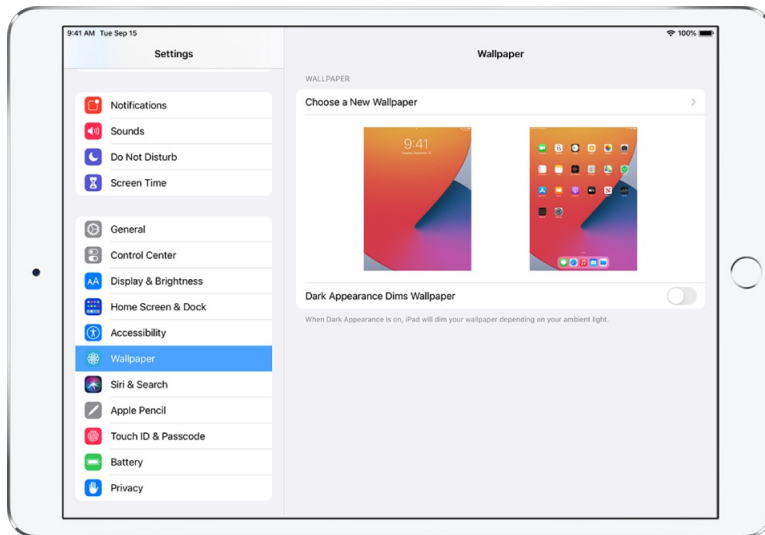 9:41 AM Tue Sep 15
100%
Settings
Notifications
Sounds
Do Not Disturb
Screen Time
General
Control Center
Display & Brightness
Home Screen & Dock
Accessibility
Wallpaper
Siri & Search
Apple Pencil
Touch ID & Passcode
Battery
Privacy
Wallpaper
WALLPAPER
Choose a New Wallpaper
9:41
Dark Appearance Dims Wallpaper
When Dark Appearance is on, iPad will dim your wallpaper depending on your ambient light.